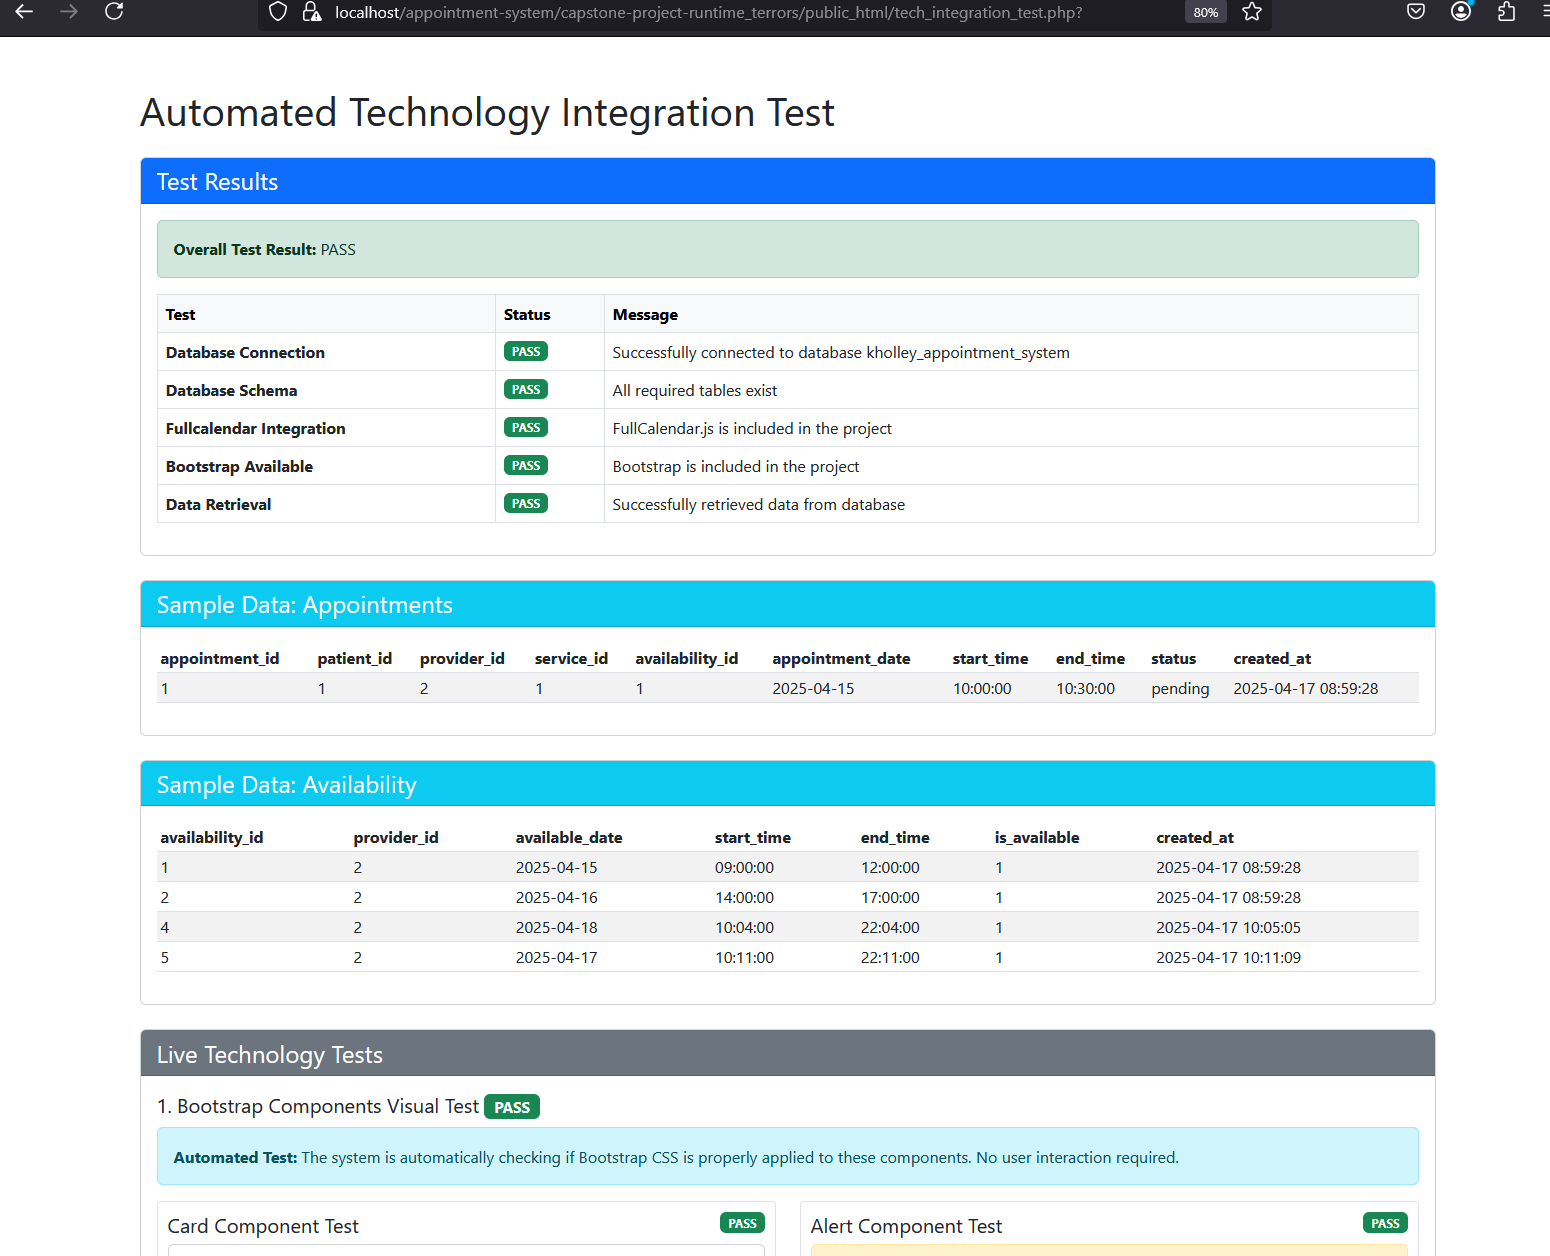 localhost/appointment-system/capstone-project-runtime_terrors/public_html/tech_integration_test.php? 80%
Automated Technology Integration Test
Test Results
Overall Test Result: PASS
Test Status Message
Database Connection PASS Successfully connected to database kholley_appointment_system
Database Schema PASS All required tables exist
Fullcalendar Integration PASS FullCalendar.js is included in the project
Bootstrap Available PASS Bootstrap is included in the project
Data Retrieval PASS Successfully retrieved data from database
Sample Data: Appointments
appointment_id patient_id provider_id service_id availability_id appointment_date start_time end_time status created_at
1 1 2 1 1 2025-04-15 10:00:00 10:30:00 pending 2025-04-17 08:59:28
Sample Data: Availability
availability_id provider_id available_date start_time end_time is_available created_at
1 2 2025-04-15 09:00:00 12:00:00 1 2025-04-17 08:59:28
2 2 2025-04-16 14:00:00 17:00:00 1 2025-04-17 08:59:28
4 2 2025-04-18 10:04:00 22:04:00 1 2025-04-17 10:05:05
5 2 2025-04-17 10:11:00 22:11:00 1 2025-04-17 10:11:09
Live Technology Tests
1. Bootstrap Components Visual Test PASS
Automated Test: The system is automatically checking if Bootstrap CSS is properly applied to these components. No user interaction required.
Card Component Test PASS
Alert Component Test PASS